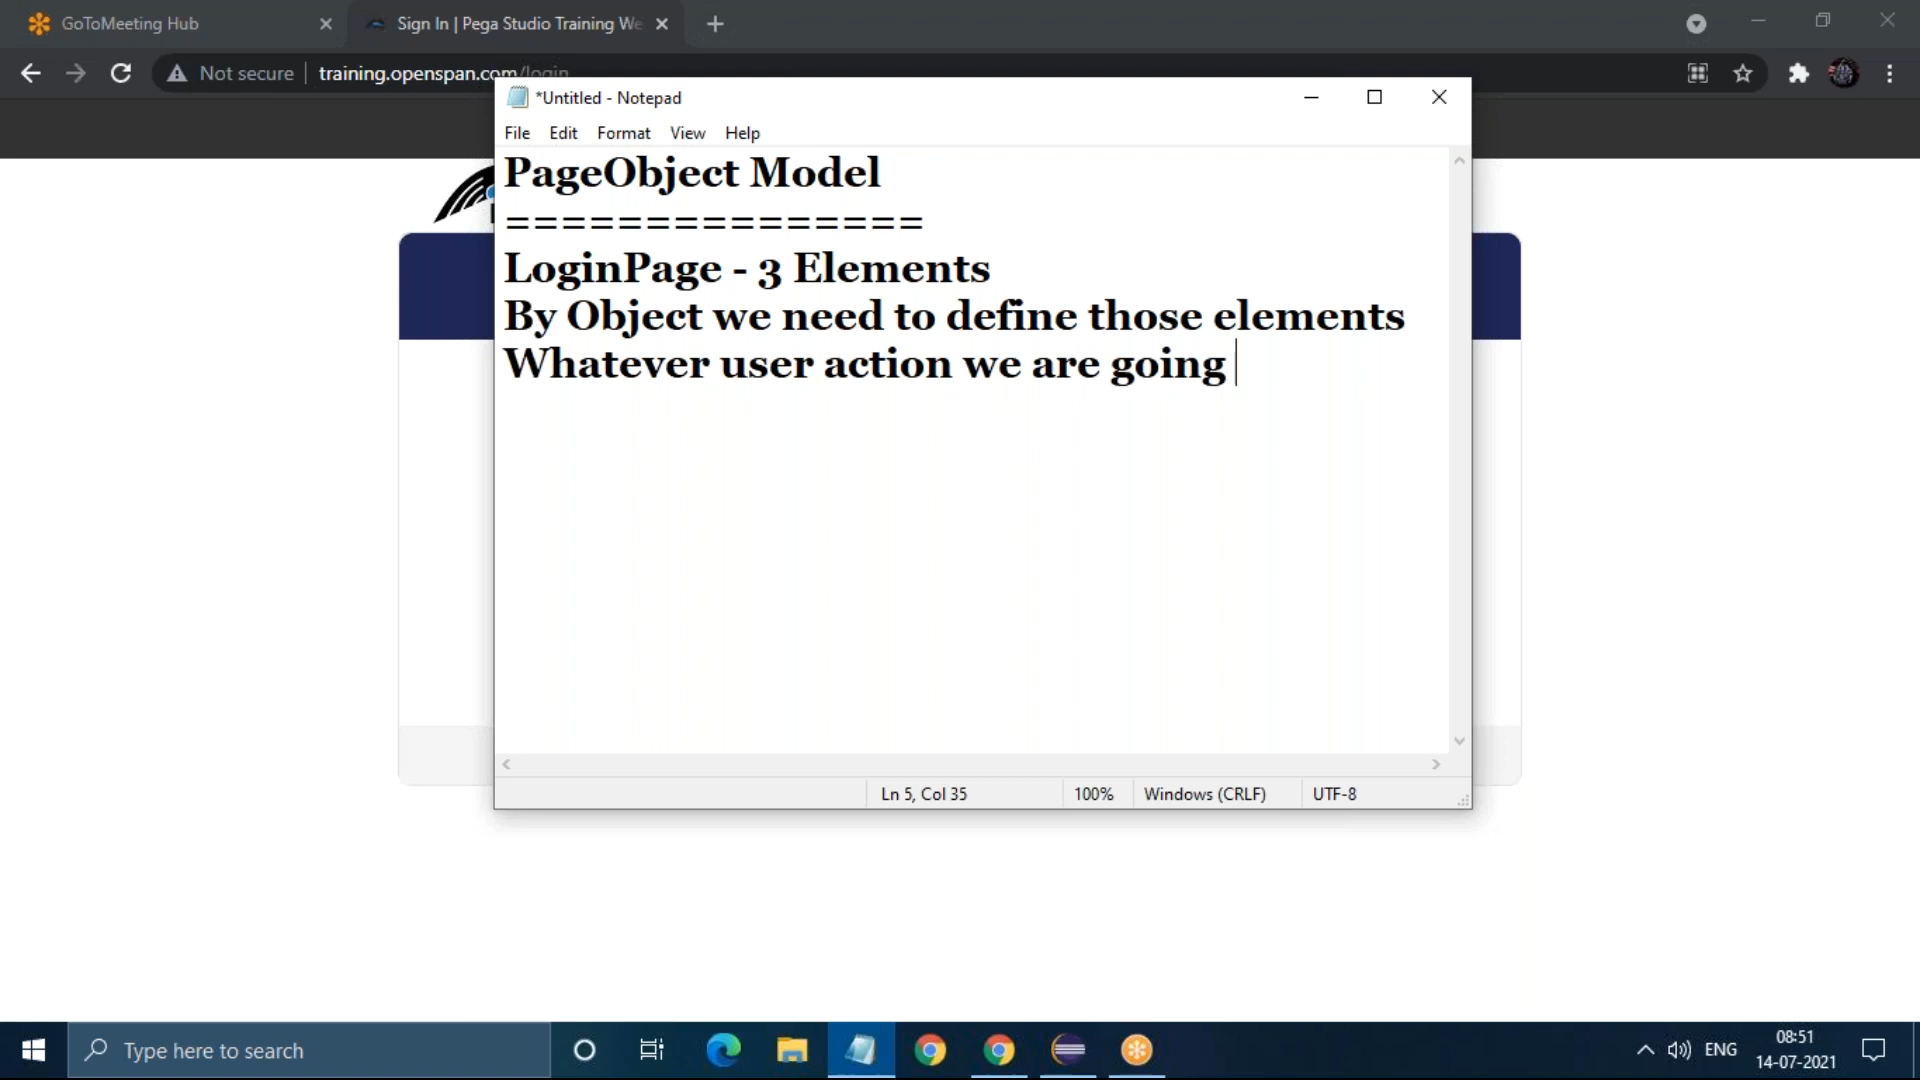 GoToMeeting Hub
Sign In | Pega Studio Training We
Not secure
training.openspan.com/login
*Untitled - Notepad
File Edit Format View Help
PageObject Model
===============
LoginPage - 3 Elements
By Object we need to define those elements
Whatever user action we are going
Ln 5, Col 35
100%
Windows (CRLF)
UTF-8
Type here to search
ENG
08:51
14-07-2021